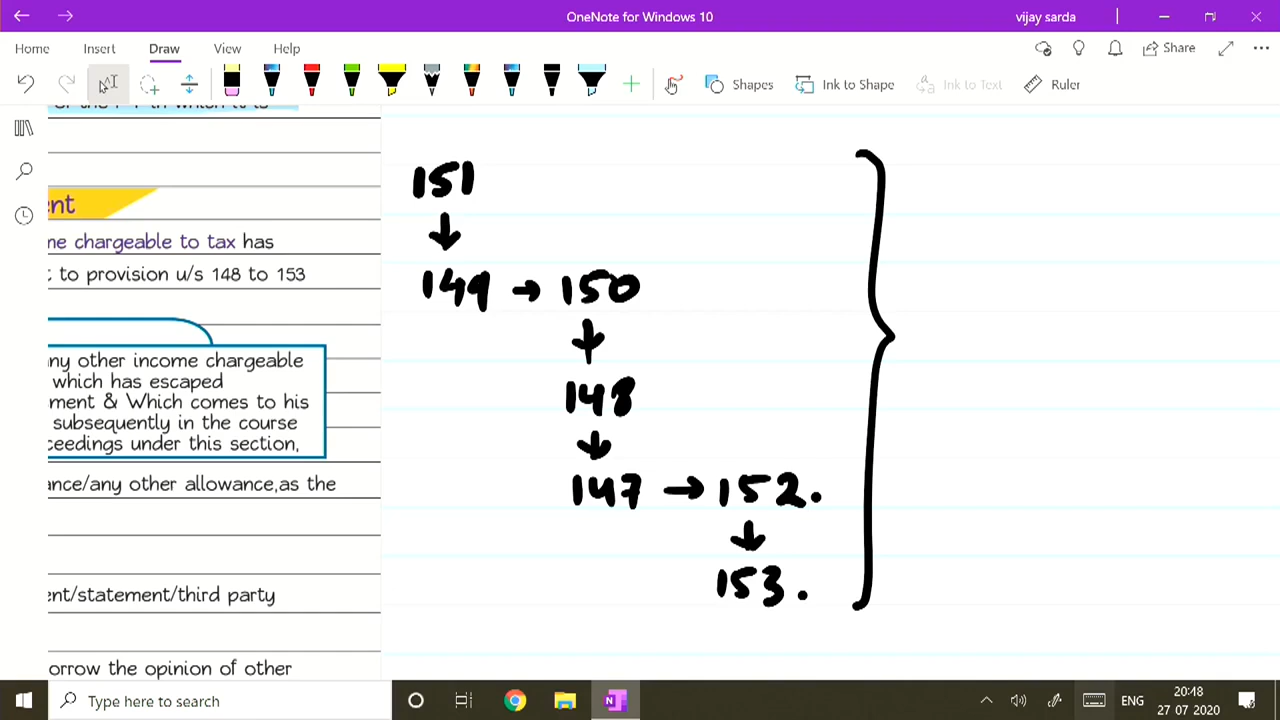 OneNote for Windows 10
vijay sarda
Home Insert Draw View Help
Share
Shapes
Ink to Shape
Ink to Text
Ruler
ent
me chargeable to tax has
t to provision u/s 148 to 153
ny other income chargeable
which has escaped
ment & Which comes to his
subsequently in the course
ceedings under this section,
ance/any other allowance,as the
ent/statement/third party
orrow the opinion of other
151
↓
149 → 150
↓
148
↓
147 → 152.
↓
153.
Type here to search
ENG
20:48
27 07 2020